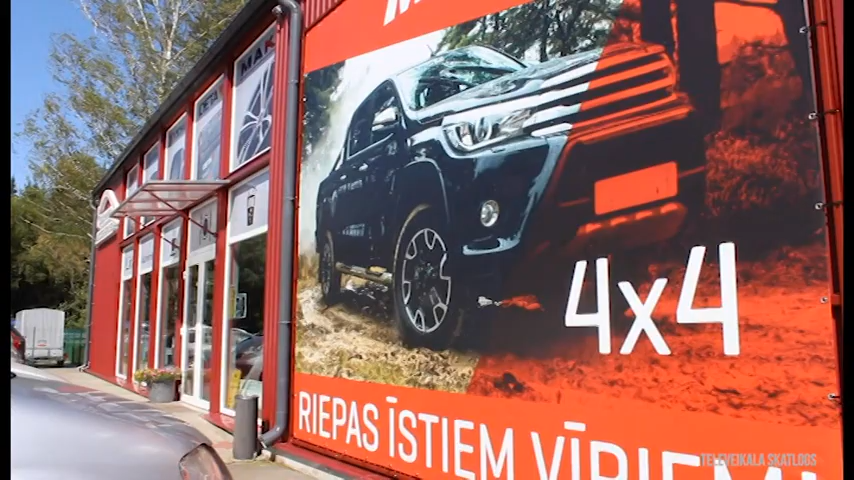 4x4
RIEPAS ĪSTIEM VĪRIEM!
TELEVEIKALA SKATLOGS